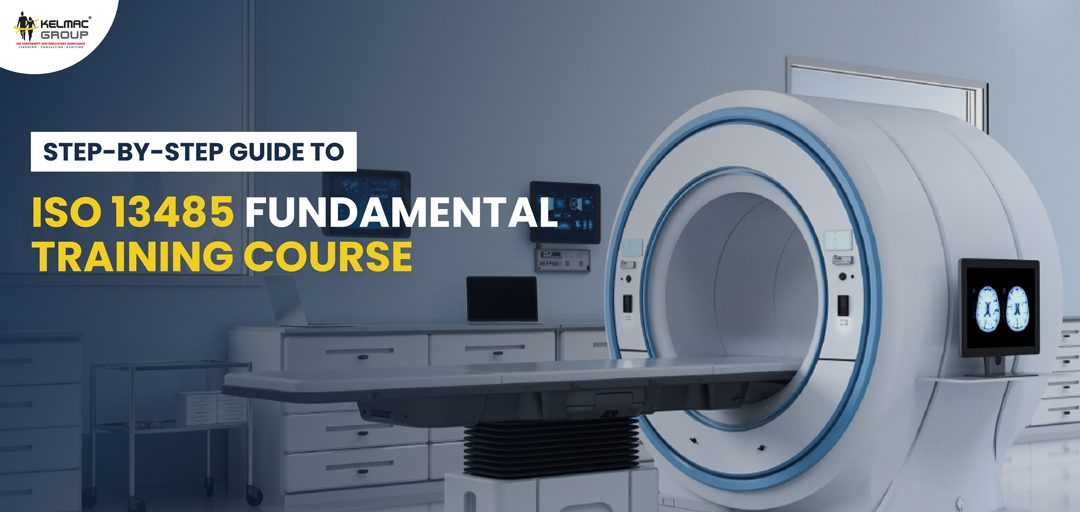 KELMAC®
GROUP
ISO CONFORMITY AND REGULATORY COMPLIANCE
LEARNING · CONSULTING · AUDITING
STEP-BY-STEP GUIDE TO
ISO 13485 FUNDAMENTAL
TRAINING COURSE